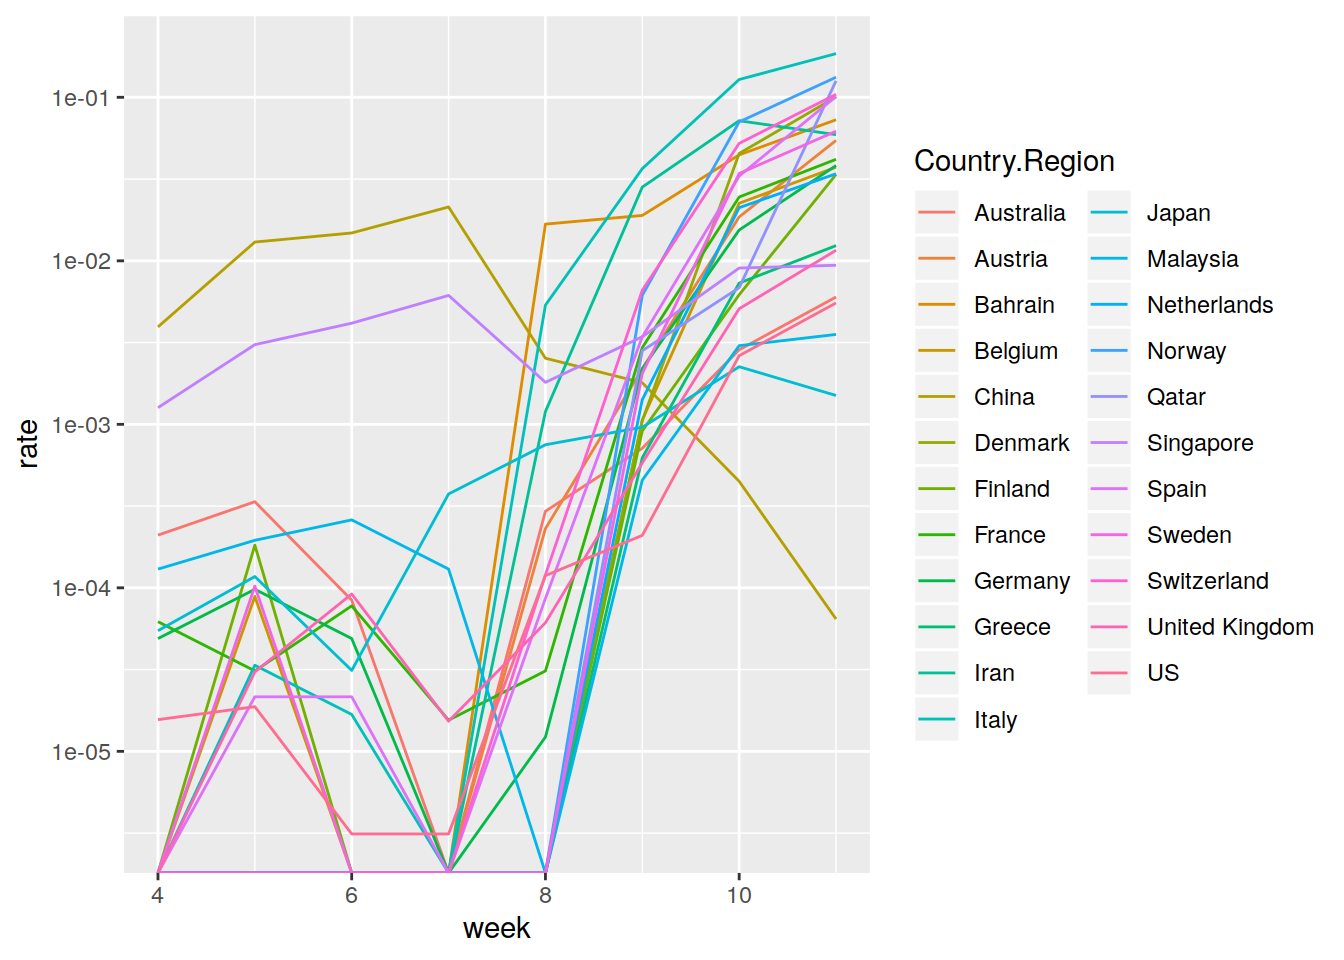 1e-01
1e-02
1e-03
1e-04
1e-05
rate
4 6 8 10
week
Country.Region
Australia Japan
Austria Malaysia
Bahrain Netherlands
Belgium Norway
China Qatar
Denmark Singapore
Finland Spain
France Sweden
Germany Switzerland
Greece United Kingdom
Iran US
Italy